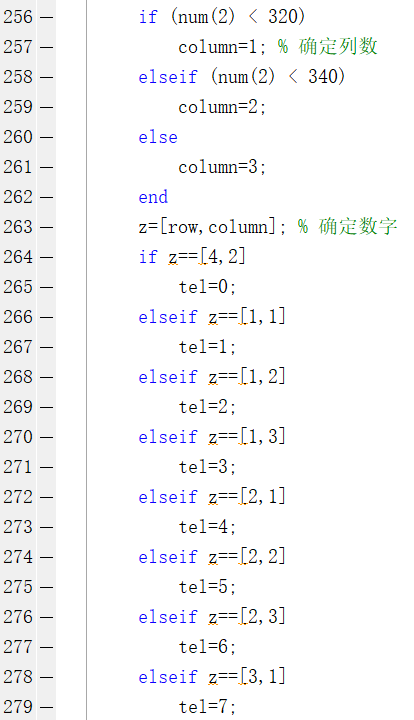 256 — if (num(2) < 320)
257 — column=1; % 确定列数
258 — elseif (num(2) < 340)
259 — column=2;
260 — else
261 — column=3;
262 — end
263 — z=[row,column]; % 确定数字
264 — if z==[4,2]
265 — tel=0;
266 — elseif z==[1,1]
267 — tel=1;
268 — elseif z==[1,2]
269 — tel=2;
270 — elseif z==[1,3]
271 — tel=3;
272 — elseif z==[2,1]
273 — tel=4;
274 — elseif z==[2,2]
275 — tel=5;
276 — elseif z==[2,3]
277 — tel=6;
278 — elseif z==[3,1]
279 — tel=7;